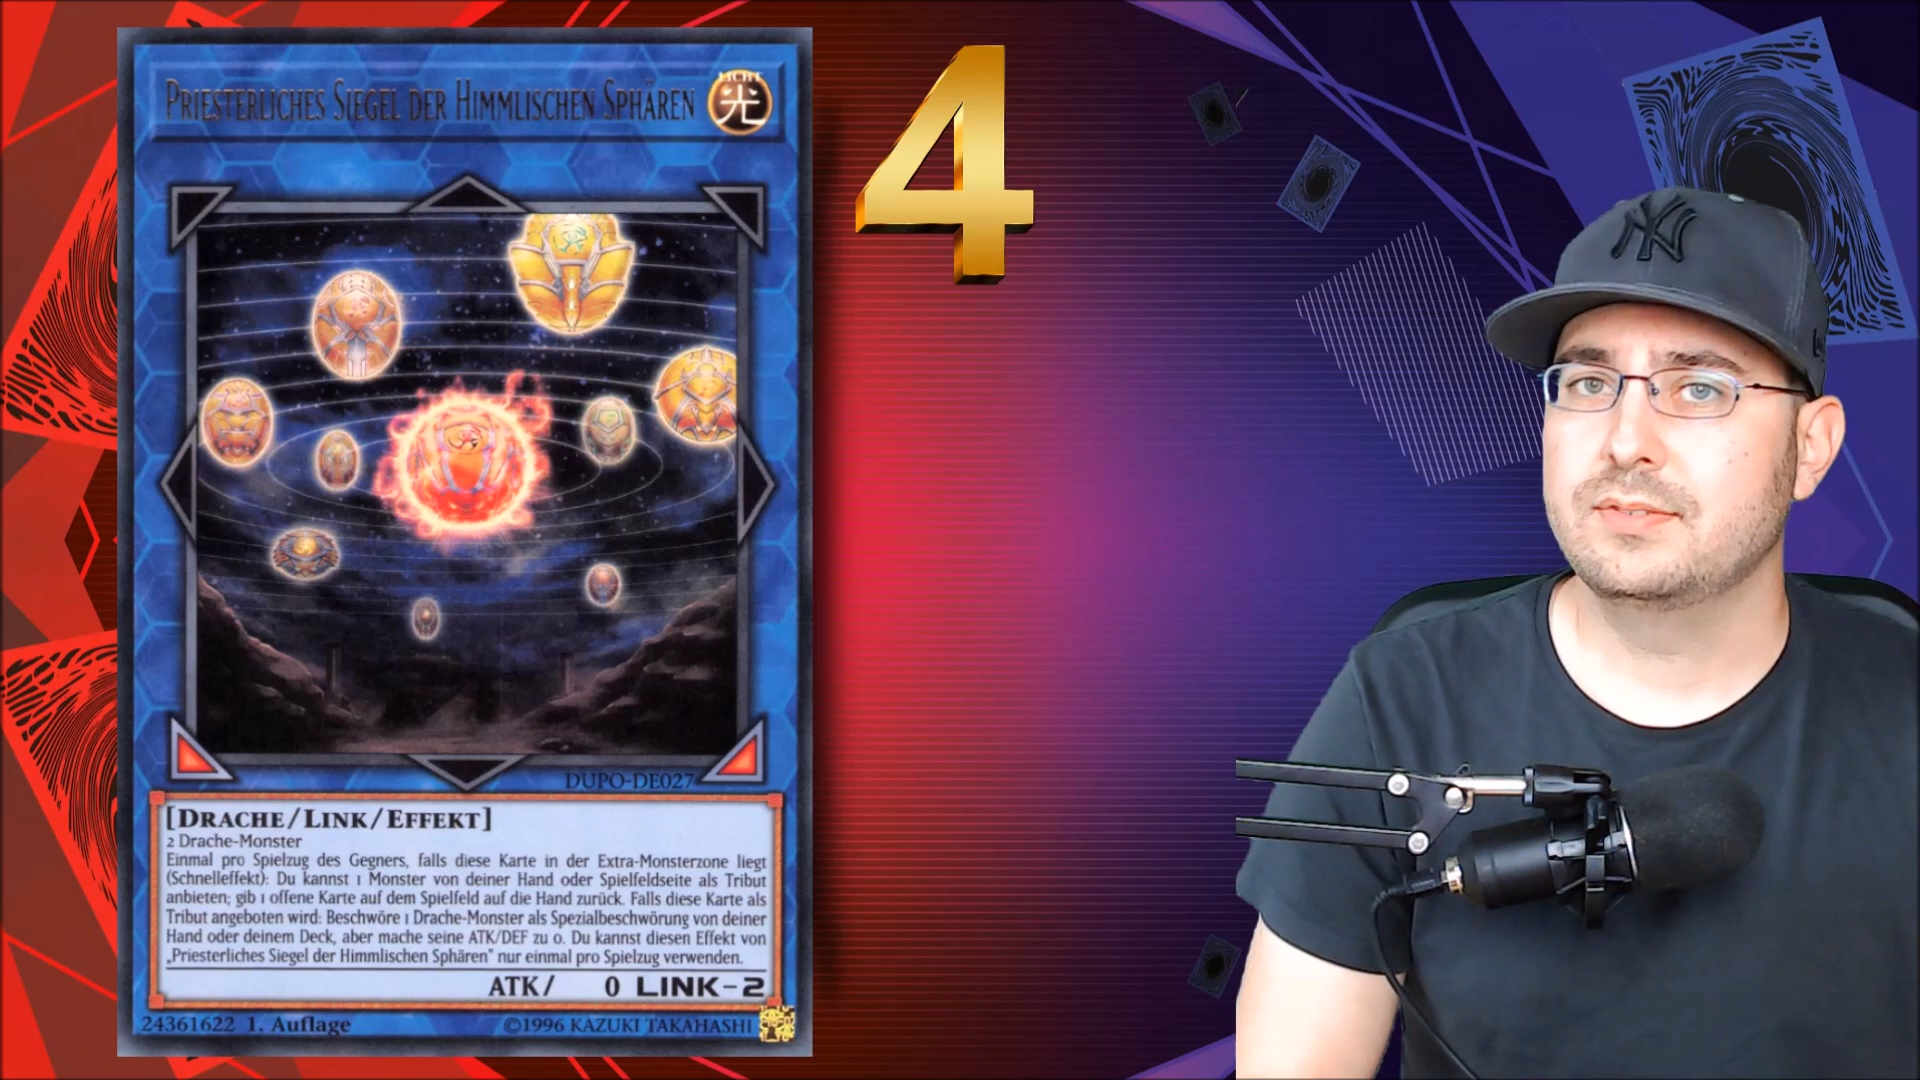 PRIESTERLICHES SIEGEL DER HIMMLISCHEN SPHÄREN
LICHT
光
4
NY
DUPO-DE027
[DRACHE/LINK/EFFEKT]
2 Drache-Monster
Einmal pro Spielzug des Gegners, falls diese Karte in der Extra-Monsterzone liegt
(Schnelleffekt): Du kannst 1 Monster von deiner Hand oder Spielfeldseite als Tribut
anbieten; gib 1 offene Karte auf dem Spielfeld auf die Hand zurück. Falls diese Karte als
Tribut angeboten wird: Beschwöre 1 Drache-Monster als Spezialbeschwörung von deiner
Hand oder deinem Deck, aber mache seine ATK/DEF zu 0. Du kannst diesen Effekt von
„Priesterliches Siegel der Himmlischen Sphären" nur einmal pro Spielzug verwenden.
ATK/ 0 LINK-2
24361622 1. Auflage ©1996 KAZUKI TAKAHASHI